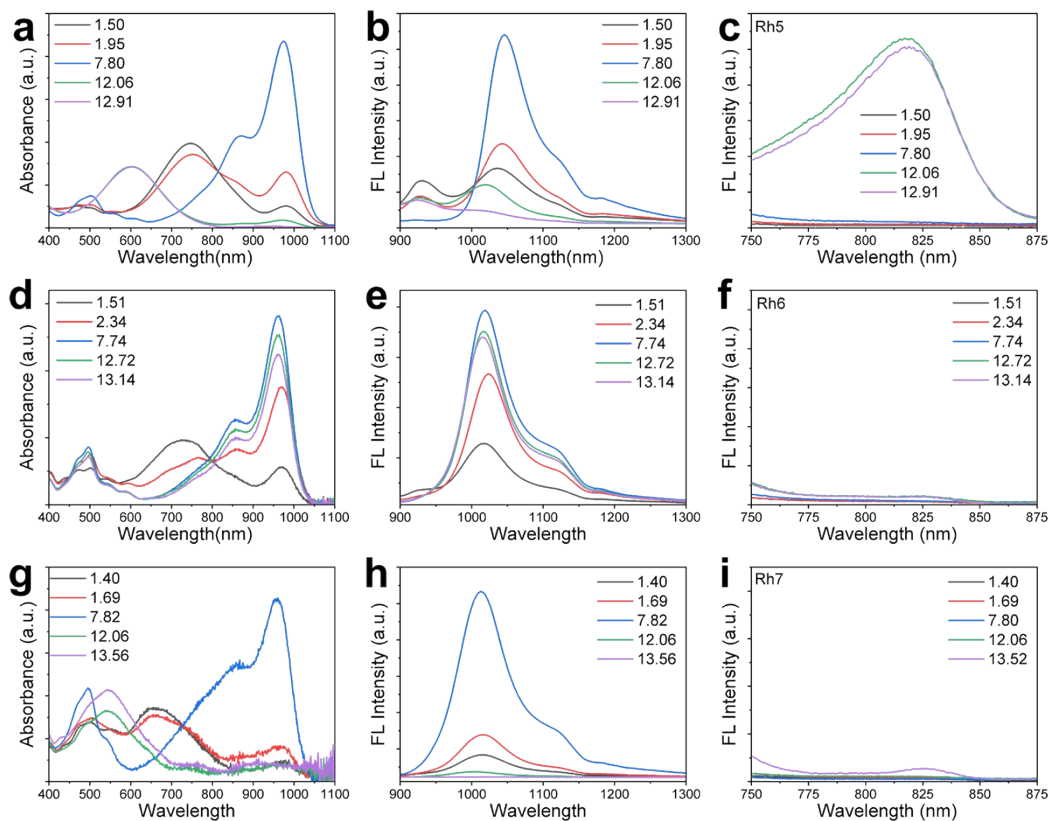 a
Absorbance (a.u.)
1.50
1.95
7.80
12.06
12.91
400 500 600 700 800 900 1000 1100
Wavelength(nm)
b
FL Intensity (a.u.)
1.50
1.95
7.80
12.06
12.91
900 1000 1100 1200 1300
Wavelength(nm)
c
FL Intensity (a.u.)
Rh5
1.50
1.95
7.80
12.06
12.91
750 775 800 825 850 875
Wavelength (nm)
d
Absorbance (a.u.)
1.51
2.34
7.74
12.72
13.14
400 500 600 700 800 900 1000 1100
Wavelength(nm)
e
FL Intensity (a.u.)
1.51
2.34
7.74
12.72
13.14
900 1000 1100 1200 1300
Wavelength
f
FL Intensity (a.u.)
Rh6
1.51
2.34
7.74
12.72
13.14
750 775 800 825 850 875
Wavelength (nm)
g
Absorbance (a.u.)
1.40
1.69
7.82
12.06
13.56
400 500 600 700 800 900 1000 1100
Wavelength
h
FL Intensity (a.u.)
1.40
1.69
7.82
12.06
13.56
900 1000 1100 1200 1300
Wavelength
i
FL Intensity (a.u.)
Rh7
1.40
1.69
7.80
12.06
13.52
750 775 800 825 850 875
Wavelength (nm)